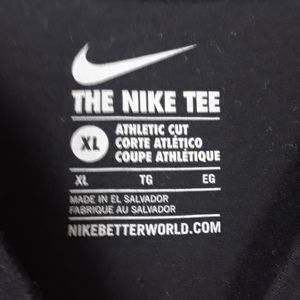 THE NIKE TEE
XL
ATHLETIC CUT
CORTE ATLÉTICO
COUPE ATHLÉTIQUE
XL TG EG
MADE IN EL SALVADOR
FABRIQUE AU SALVADOR
NIKEBETTERWORLD.COM